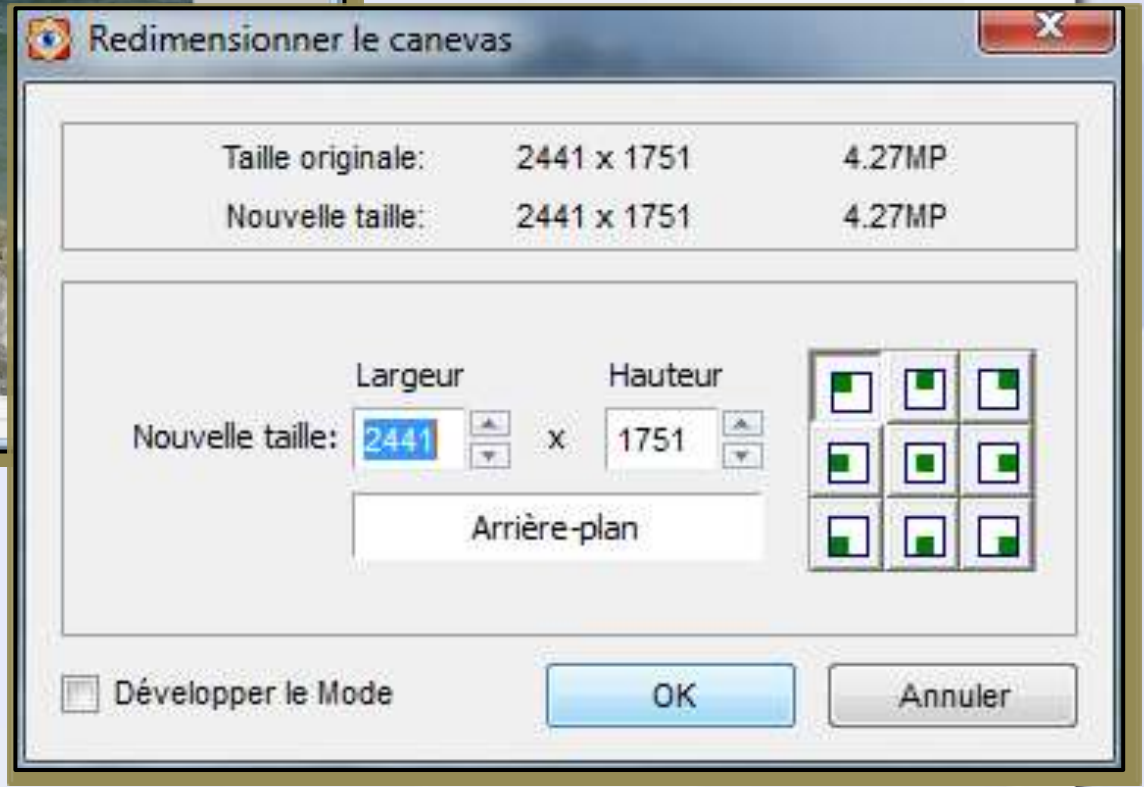 Redimensionner le canevas
Taille originale: 2441 x 1751 4.27MP
Nouvelle taille: 2441 x 1751 4.27MP
Largeur Hauteur
Nouvelle taille: 2441 x 1751
Arrière-plan
Développer le Mode OK Annuler